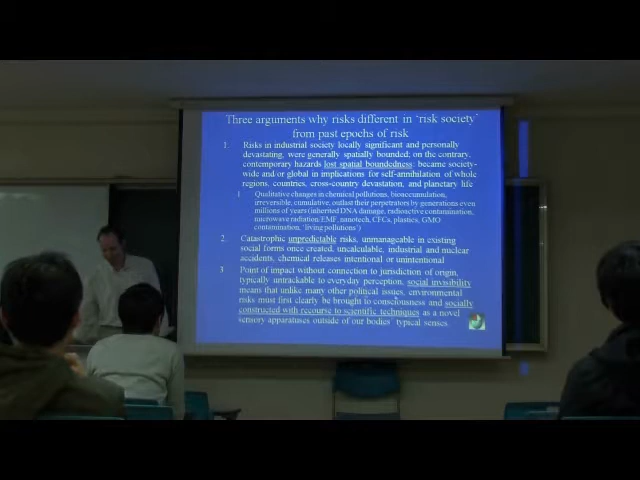 Three arguments why risks different in 'risk society'
from past epochs of risk
1. Risks in industrial society locally significant and personally
devastating, were generally spatially bounded; on the contrary,
contemporary hazards lost spatial boundedness: became society-
wide and/or global in implications for self-annihilation of whole
regions, countries, cross-country devastation, and planetary life
1 Qualitative changes in chemical pollutions, bioaccumulation,
irreversible, cumulative, outlast their perpetrators by generations even
millions of years (inherited DNA damage, radioactive contamination,
microwave radiation/EMF, nanotech, CFCs, plastics, GMO
contamination, 'living pollutions')
2. Catastrophic unpredictable risks, unmanageable in existing
social forms once created, uncalculable, industrial and nuclear
accidents, chemical releases intentional or unintentional
3 Point of impact without connection to jurisdiction of origin,
typically untrackable to everyday perception, social invisibility
means that unlike many other political issues, environmental
risks must first clearly be brought to consciousness and socially
constructed with recourse to scientific techniques as a novel
sensory apparatuses outside of our bodies' typical senses.